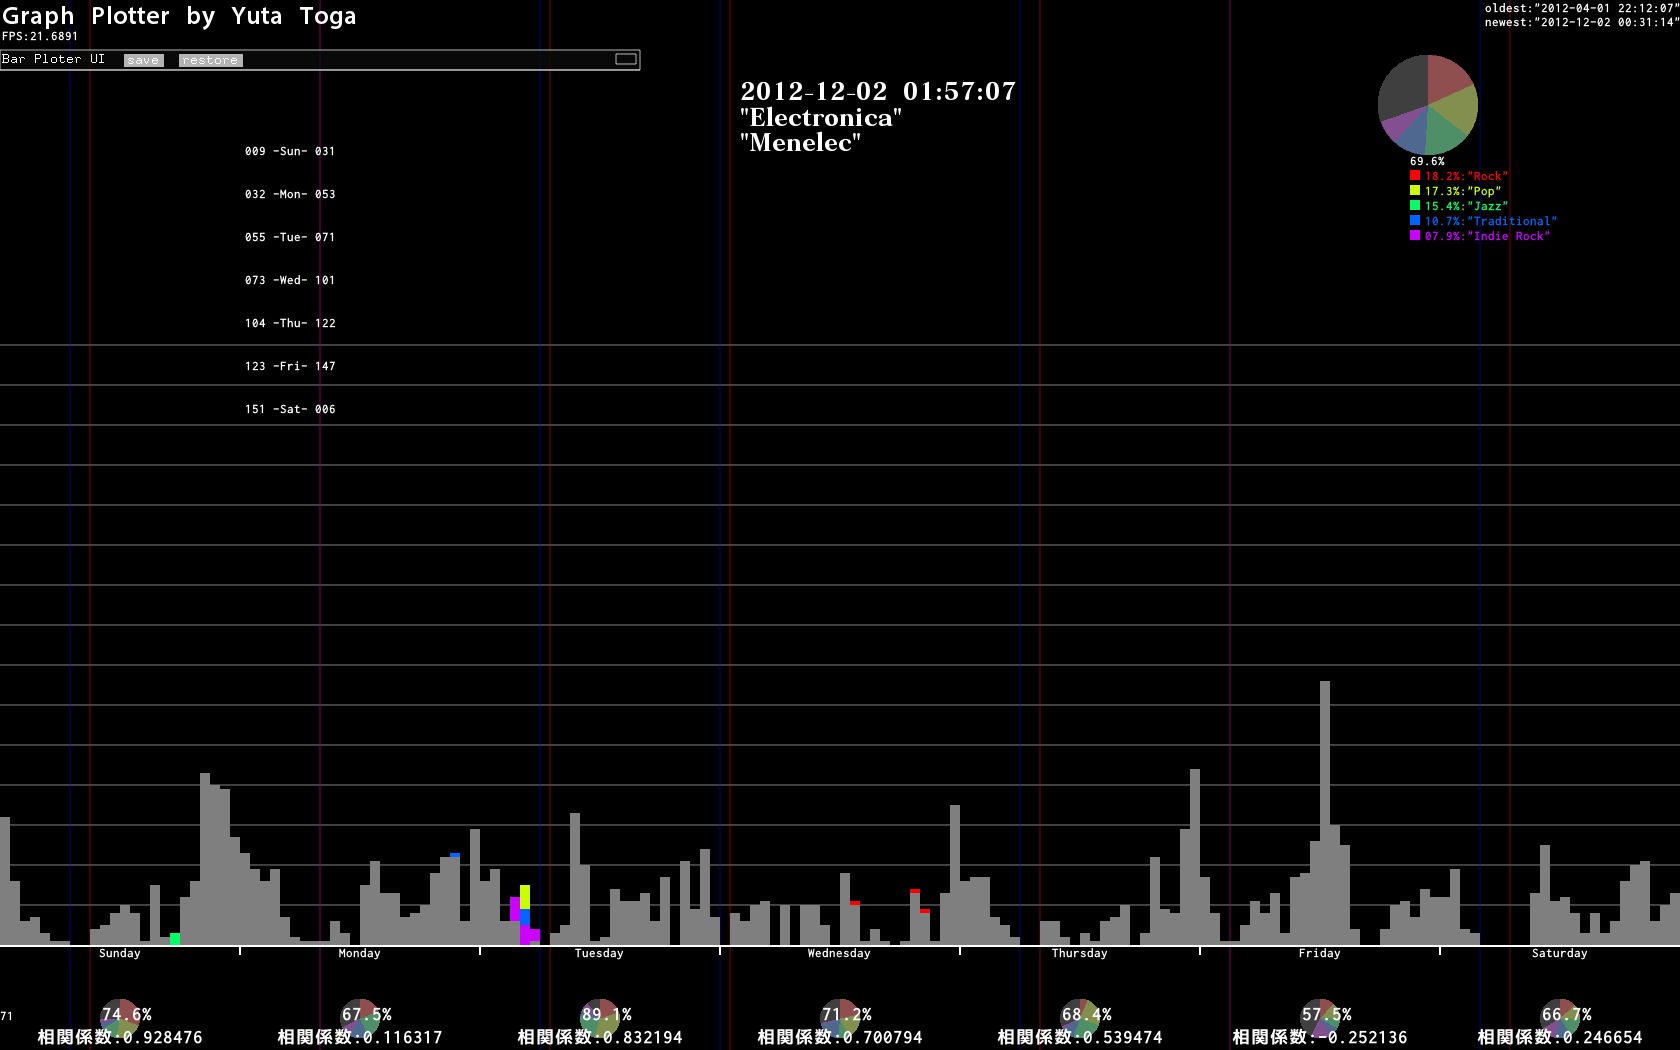 Graph Plotter by Yuta Toga
FPS:21.6891
oldest:"2012-04-01 22:12:07"
newest:"2012-12-02 00:31:14"
Bar Ploter UI save restore
2012-12-02 01:57:07
"Electronica"
"Menelec"
009 -Sun- 031
032 -Mon- 053
055 -Tue- 071
073 -Wed- 101
104 -Thu- 122
123 -Fri- 147
151 -Sat- 006
69.6%
18.2%:"Rock"
17.3%:"Pop"
15.4%:"Jazz"
10.7%:"Traditional"
07.9%:"Indie Rock"
Sunday Monday Tuesday Wednesday Thursday Friday Saturday
71 74.6% 67.5% 89.1% 71.2% 68.4% 57.5% 66.7%
相関係数:0.928476 相関係数:0.116317 相関係数:0.832194 相関係数:0.700794 相関係数:0.539474 相関係数:-0.252136 相関係数:0.246654